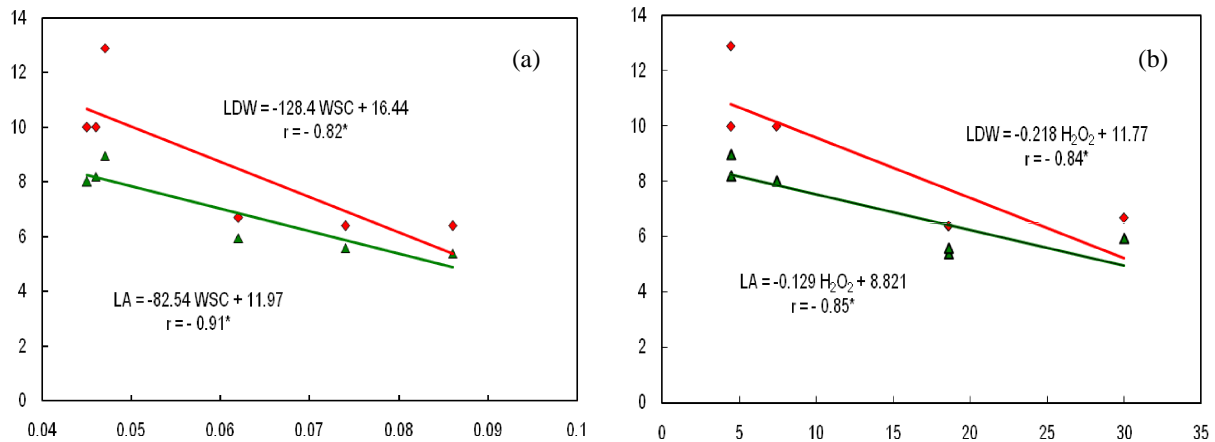 14
12
10
8
6
4
2
0
0.04 0.05 0.06 0.07 0.08 0.09 0.1
(a)
LDW = -128.4 WSC + 16.44
r = - 0.82*
LA = -82.54 WSC + 11.97
r = - 0.91*
14
12
10
8
6
4
2
0
0 5 10 15 20 25 30 35
(b)
LDW = -0.218 H₂O₂ + 11.77
r = - 0.84*
LA = -0.129 H₂O₂ + 8.821
r = - 0.85*